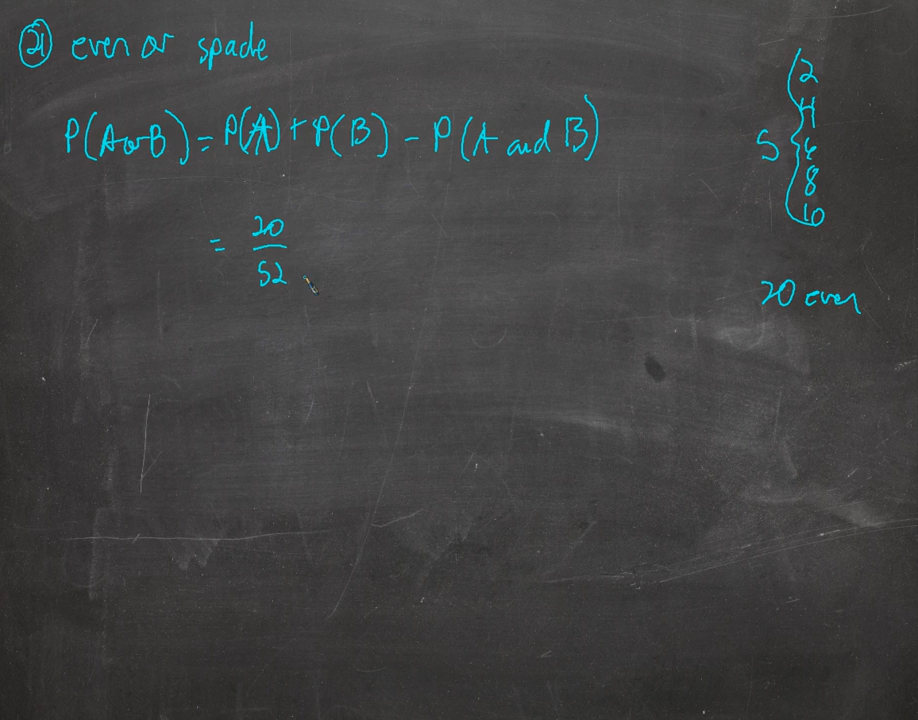 21 even or spade
P(A or B) = P(A) + P(B) - P(A and B)
= 20
52
2
4
5 6
8
10
20 even